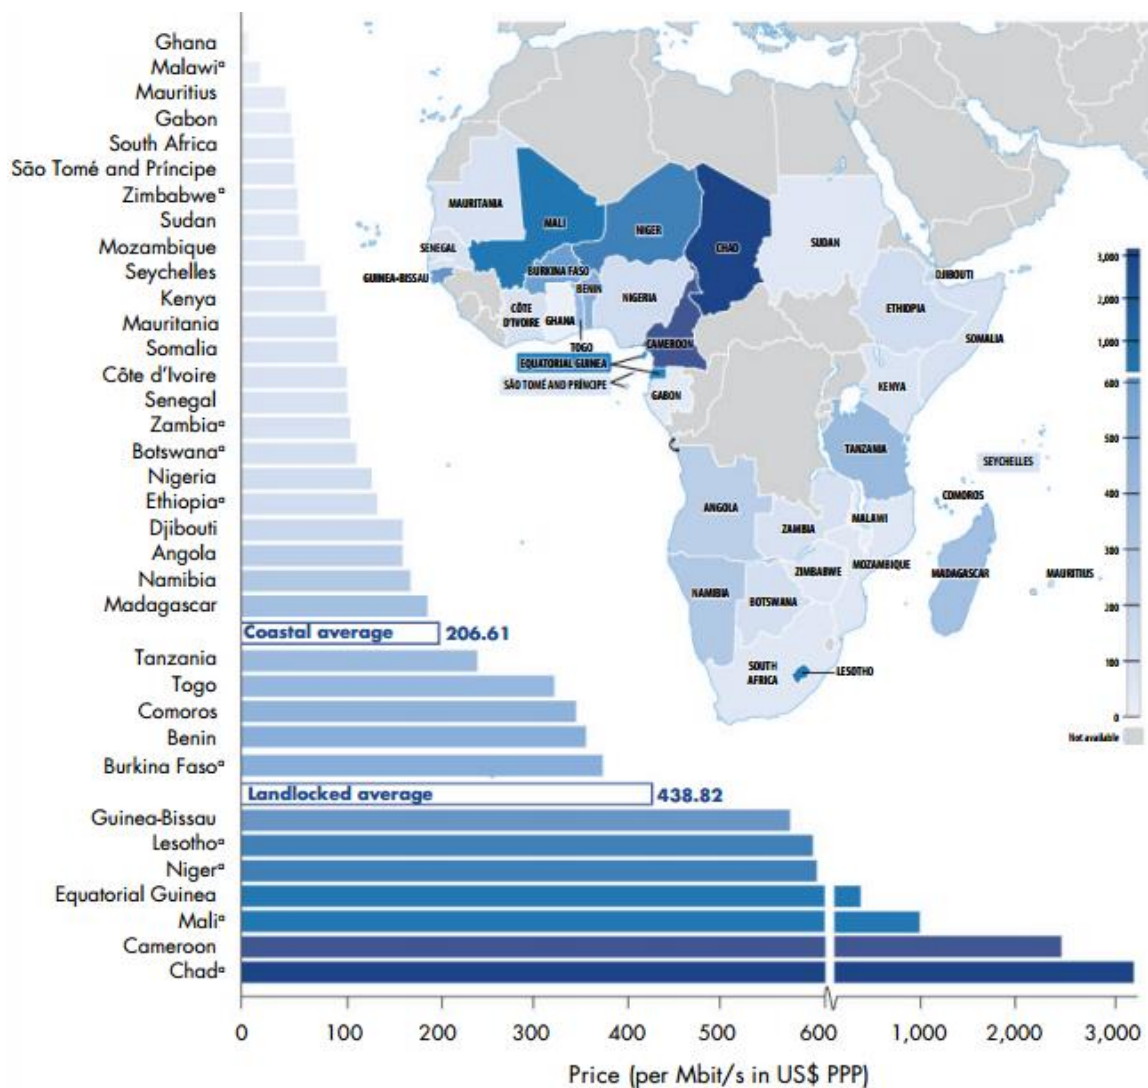 Ghana
Malawiª
Mauritius
Gabon
South Africa
São Tomé and Príncipe
Zimbabweª
Sudan
Mozambique
Seychelles
Kenya
Mauritania
Somalia
Côte d’Ivoire
Senegal
Zambiaª
Botswanaª
Nigeria
Ethiopiaª
Djibouti
Angola
Namibia
Madagascar
Coastal average 206.61
Tanzania
Togo
Comoros
Benin
Burkina Fasoª
Landlocked average 438.82
Guinea-Bissau
Lesothoª
Nigerª
Equatorial Guinea
Maliª
Cameroon
Chadª
0 100 200 300 400 500 600 1,000 2,000 3,000
Price (per Mbit/s in US$ PPP)
MAURITANIA
MALI
NIGER
CHAD
SUDAN
SENEGAL
GUINEA-BISSAU
BURKINA FASO
BENIN
NIGERIA
CÔTE
D’IVOIRE
GHANA
TOGO
CAMEROON
EQUATORIAL GUINEA
SÃO TOMÉ AND PRÍNCIPE
GABON
DJIBOUTI
ETHIOPIA
SOMALIA
KENYA
TANZANIA
SEYCHELLES
COMOROS
ANGOLA
ZAMBIA
MALAWI
MOZAMBIQUE
ZIMBABWE
MADAGASCAR
MAURITIUS
NAMIBIA
BOTSWANA
SOUTH
AFRICA
LESOTHO
3,000
2,000
1,000
600
500
400
300
200
100
0
Not available